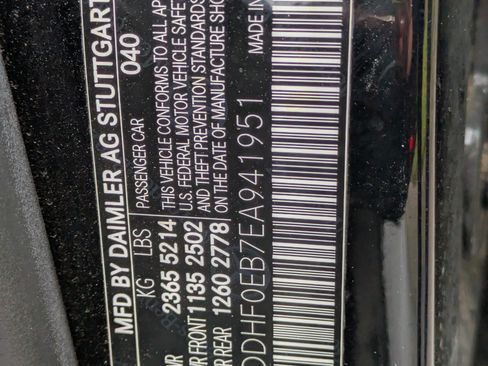 MFD BY DAIMLER AG STUTTGART
040
KG LBS PASSENGER CAR
2365 5214 THIS VEHICLE CONFORMS TO ALL AP
U.S. FEDERAL MOTOR VEHICLE SAFE
FRONT 1135 2502 AND THEFT PREVENTION STANDARDS
REAR 1260 2778 ON THE DATE OF MANUFACTURE SHO
DDHF0EB7EA941951 MADE IN